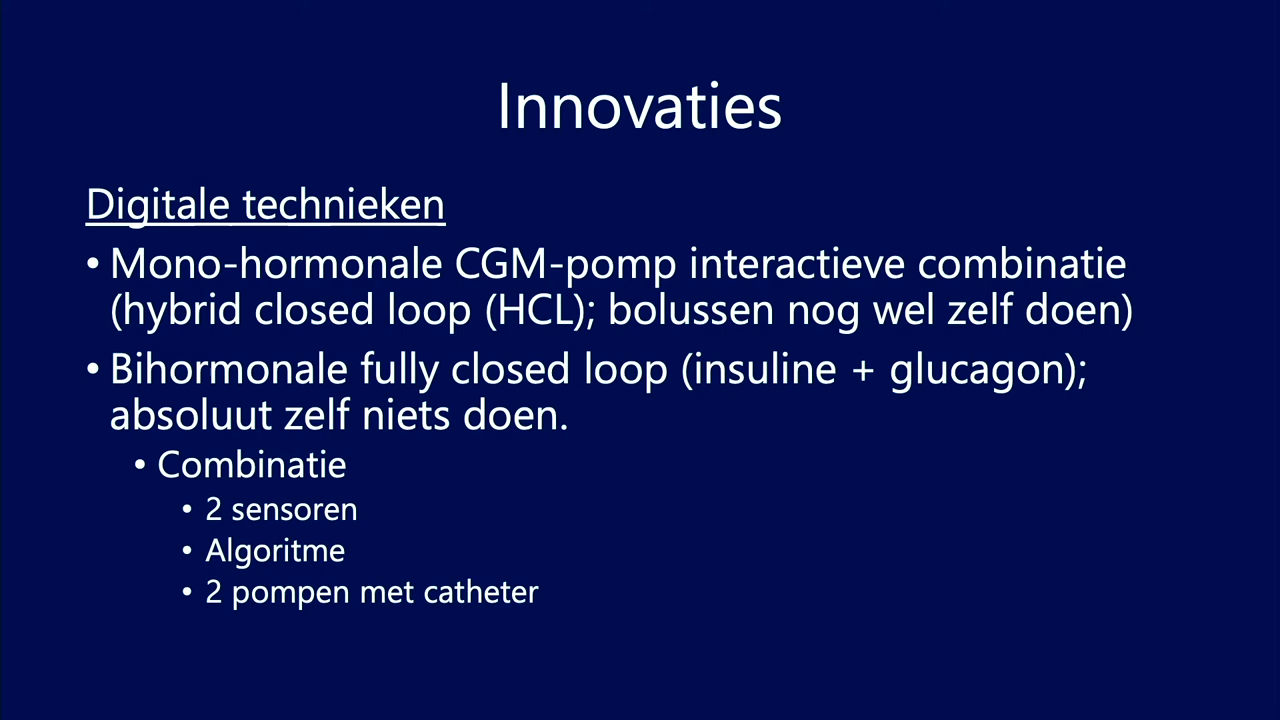 Innovaties
Digitale technieken
• Mono-hormonale CGM-pomp interactieve combinatie
(hybrid closed loop (HCL); bolussen nog wel zelf doen)
• Bihormonale fully closed loop (insuline + glucagon);
absoluut zelf niets doen.
• Combinatie
• 2 sensoren
• Algoritme
• 2 pompen met catheter